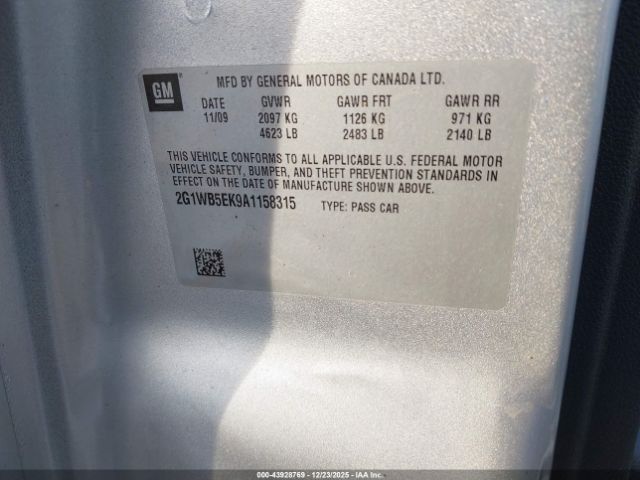 GM
MFD BY GENERAL MOTORS OF CANADA LTD.
DATE GVWR GAWR FRT GAWR RR
11/09 2097 KG 1126 KG 971 KG
4623 LB 2483 LB 2140 LB
THIS VEHICLE CONFORMS TO ALL APPLICABLE U.S. FEDERAL MOTOR
VEHICLE SAFETY, BUMPER, AND THEFT PREVENTION STANDARDS IN
EFFECT ON THE DATE OF MANUFACTURE SHOWN ABOVE.
2G1WB5EK9A1158315 TYPE: PASS CAR
000-43928769 - 12/23/2025 - IAA Inc.